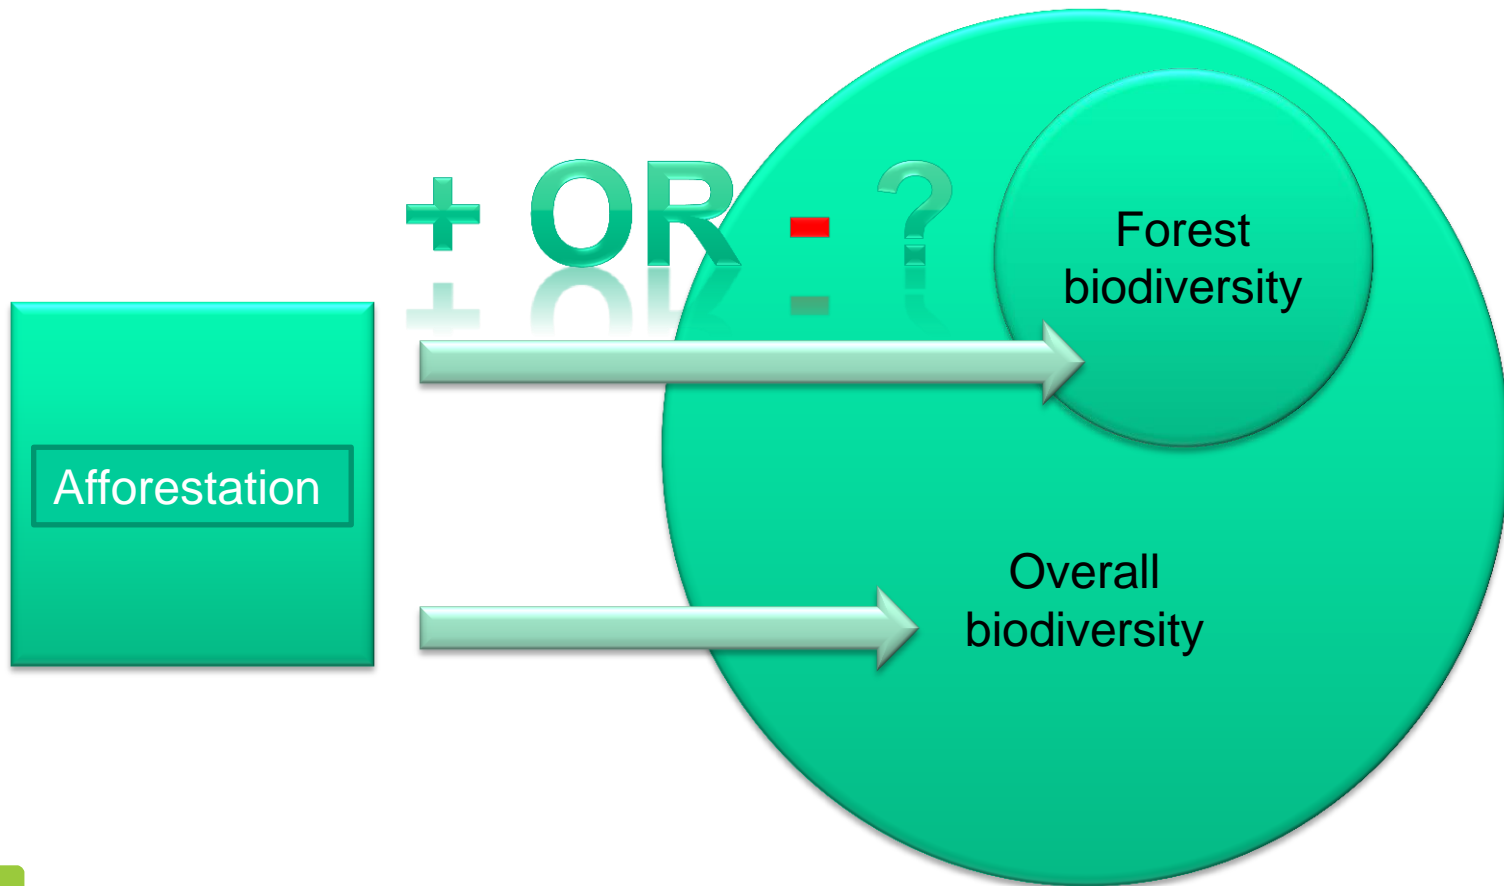 + OR - ?
Forest
biodiversity
Afforestation
Overall
biodiversity